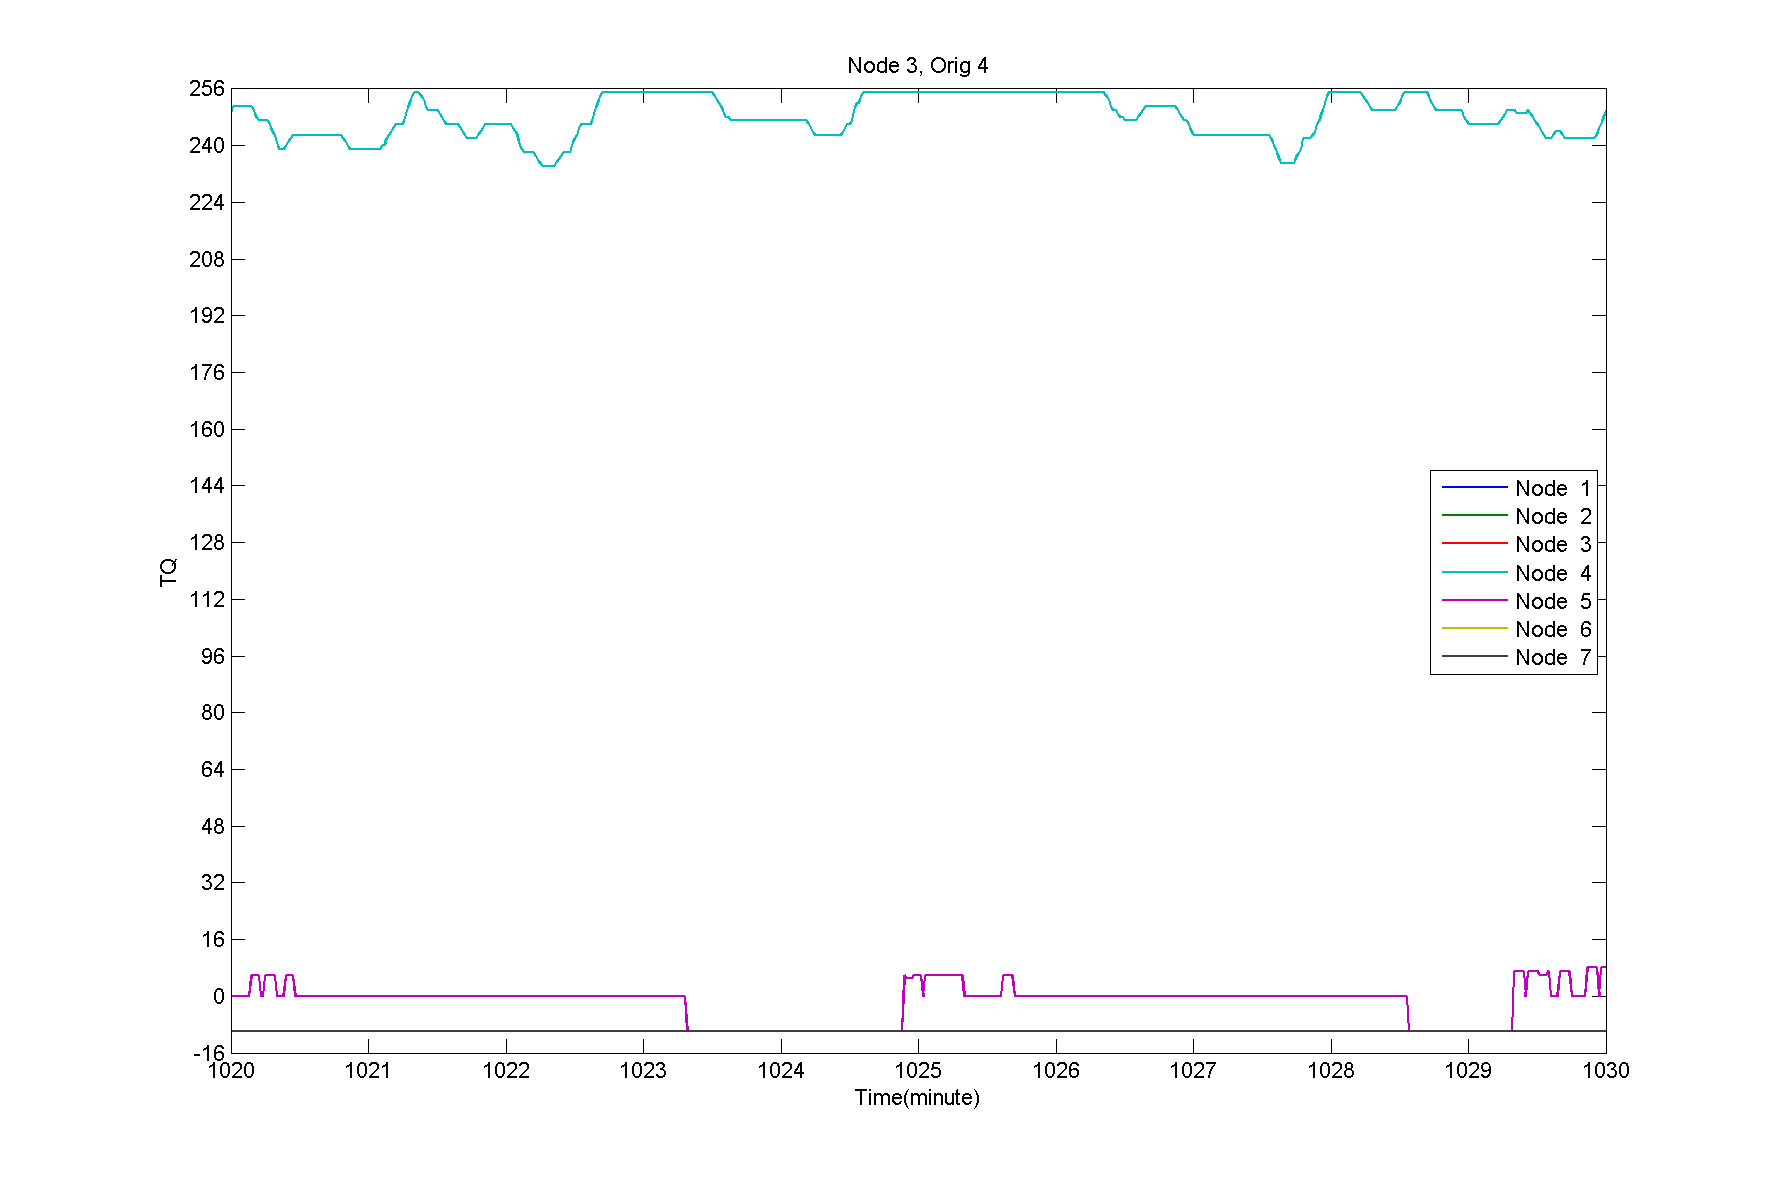 Node 3, Orig 4
256
240
224
208
192
176
160
144
128
112
96
80
64
48
32
16
0
-16
TQ
Node 1
Node 2
Node 3
Node 4
Node 5
Node 6
Node 7
1020 1021 1022 1023 1024 1025 1026 1027 1028 1029 1030
Time(minute)